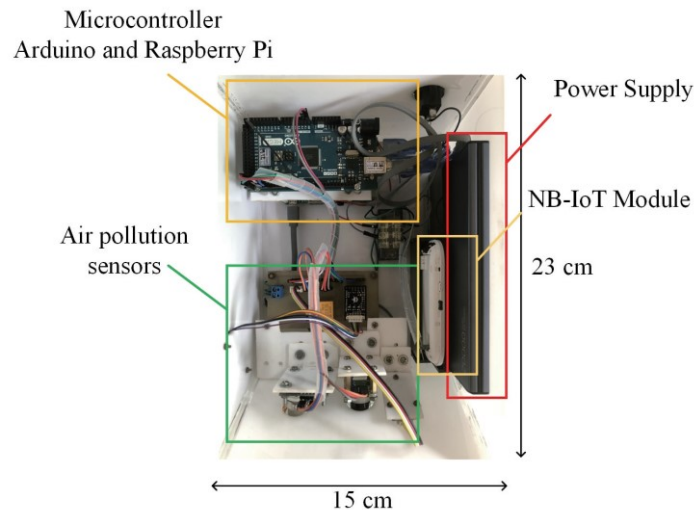 Microcontroller
Arduino and Raspberry Pi
Power Supply
NB-IoT Module
Air pollution
sensors
23 cm
15 cm